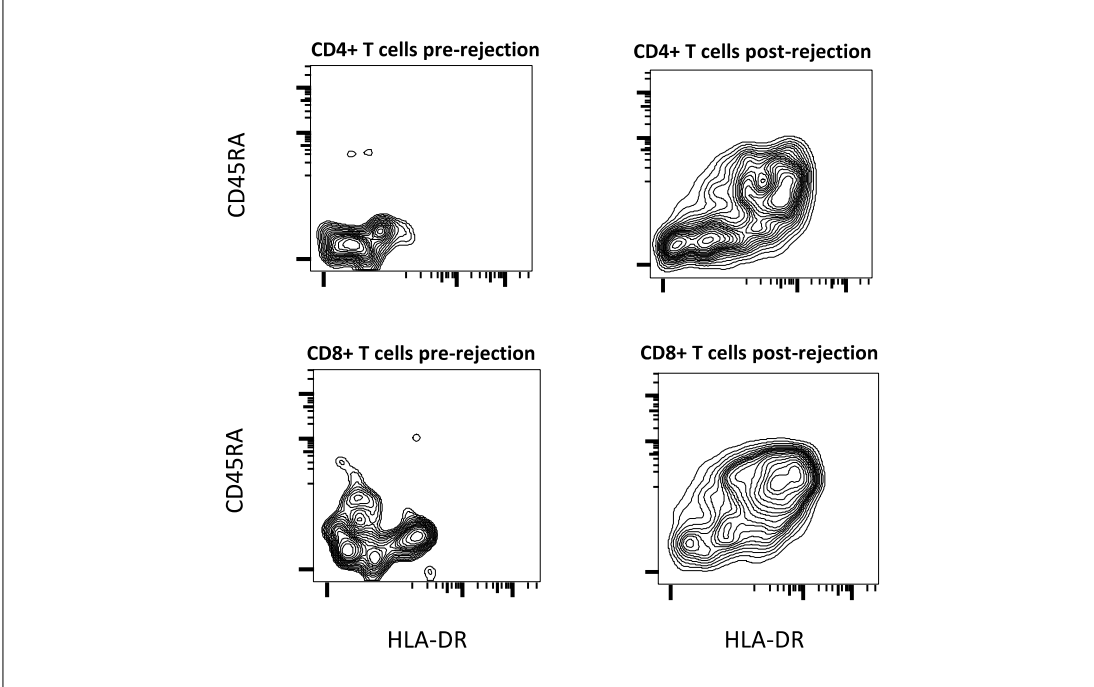 CD4+ T cells pre-rejection
CD4+ T cells post-rejection
CD45RA
CD8+ T cells pre-rejection
CD8+ T cells post-rejection
CD45RA
HLA-DR
HLA-DR